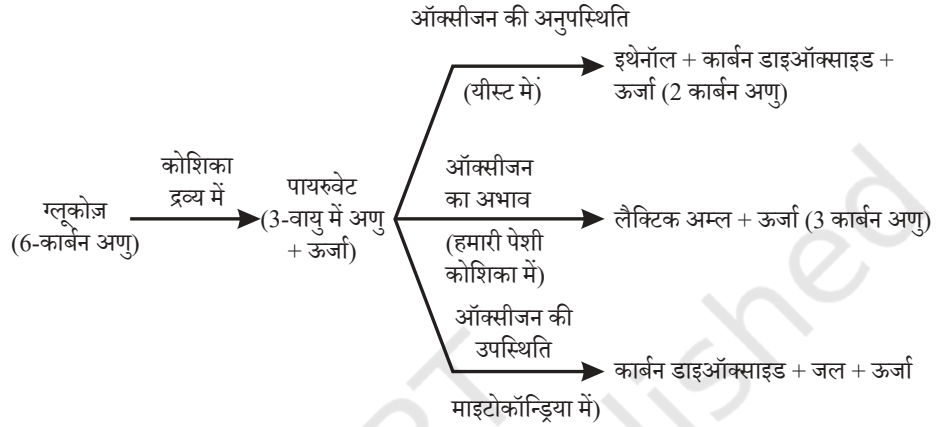 ऑक्सीजन की अनुपस्थिति
(यीस्ट में)
इथेनॉल + कार्बन डाइऑक्साइड +
ऊर्जा (2 कार्बन अणु)
ग्लूकोज़
(6-कार्बन अणु)
कोशिका
द्रव्य में
पायरुवेट
(3-वायु में अणु
+ ऊर्जा)
ऑक्सीजन
का अभाव
(हमारी पेशी
कोशिका में)
लैक्टिक अम्ल + ऊर्जा (3 कार्बन अणु)
ऑक्सीजन की
उपस्थिति
माइटोकॉन्ड्रिया में)
कार्बन डाइऑक्साइड + जल + ऊर्जा